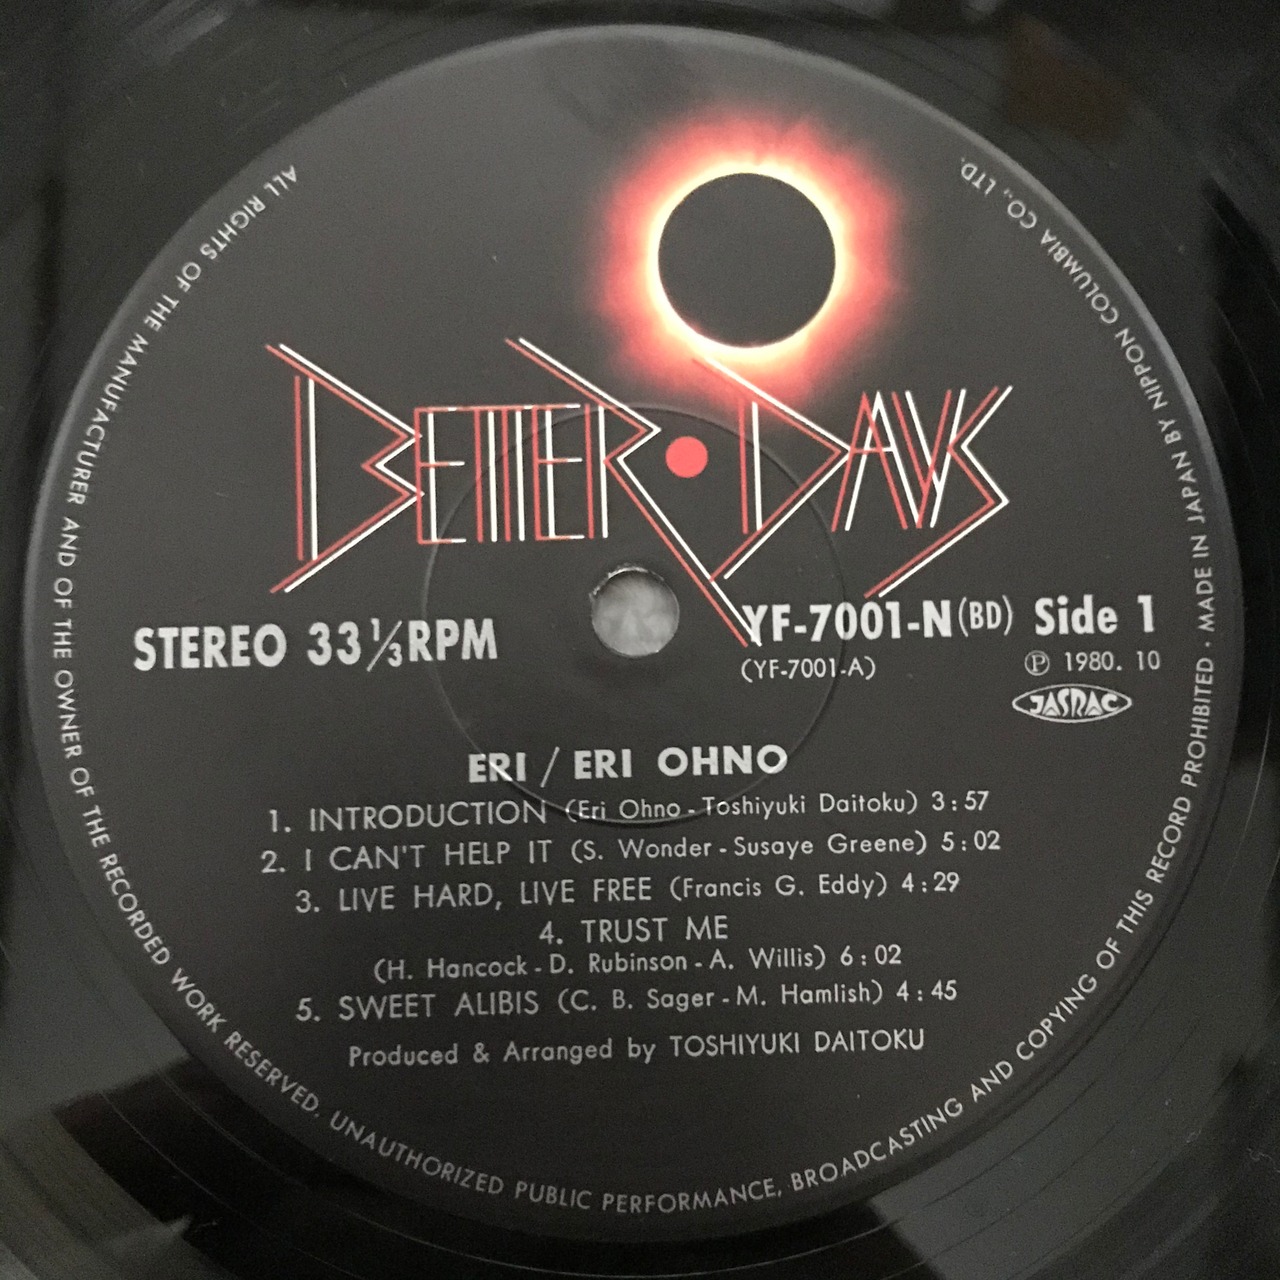 BETTER DAYS
STEREO 33 1/3 RPM
YF-7001-N (BD) Side 1
(YF-7001-A)
Ⓟ 1980. 10
JASRAC
ERI / ERI OHNO
1. INTRODUCTION (Eri Ohno - Toshiyuki Daitoku) 3:57
2. I CAN'T HELP IT (S. Wonder - Susaye Greene) 5:02
3. LIVE HARD, LIVE FREE (Francis G. Eddy) 4:29
4. TRUST ME
(H. Hancock - D. Rubinson - A. Willis) 6:02
5. SWEET ALIBIS (C. B. Sager - M. Hamlish) 4:45
Produced & Arranged by TOSHIYUKI DAITOKU
ALL RIGHTS OF THE MANUFACTURER AND OF THE OWNER OF THE RECORDED WORK RESERVED. UNAUTHORIZED PUBLIC PERFORMANCE, BROADCASTING AND COPYING OF THIS RECORD PROHIBITED · MADE IN JAPAN BY NIPPON COLUMBIA CO., LTD.